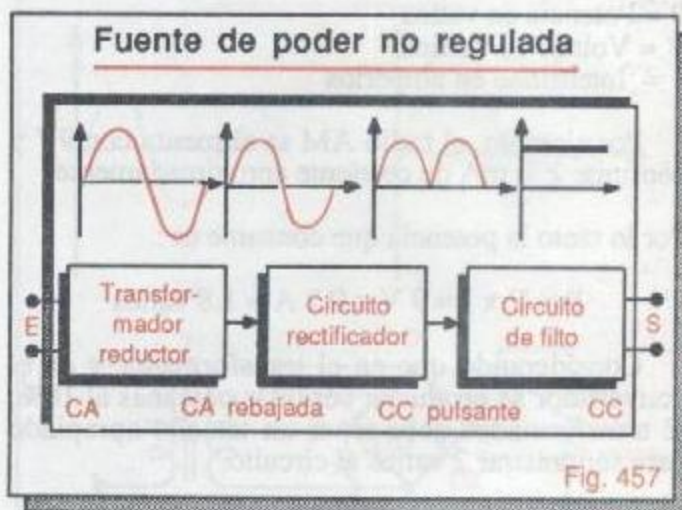 Fuente de poder no regulada
E
Transfor-
mador
reductor
Circuito
rectificador
Circuito
de filto
S
CA
CA rebajada
CC pulsante
CC
Fig. 457